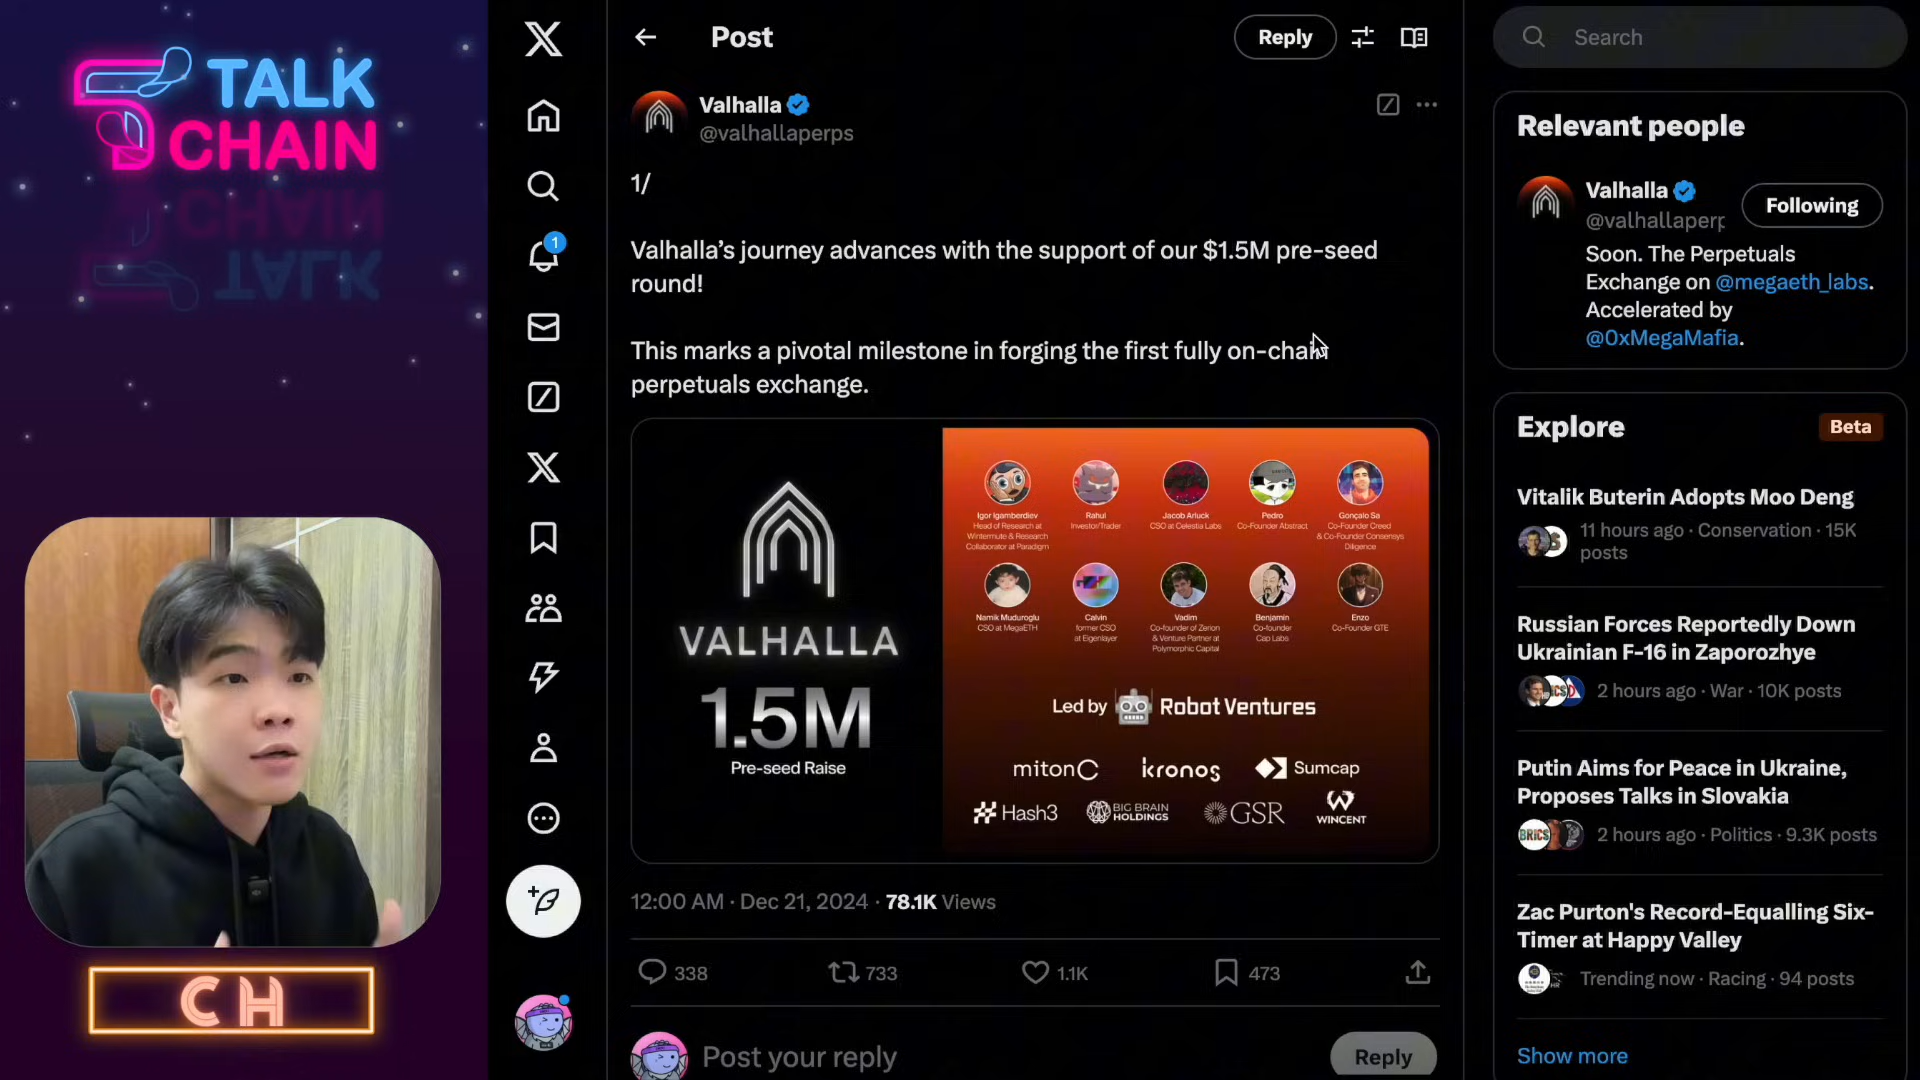 TALK
CHAIN
CH
Post
Reply
Valhalla
@valhallaperps
1/
Valhalla’s journey advances with the support of our $1.5M pre-seed
round!
This marks a pivotal milestone in forging the first fully on-chain
perpetuals exchange.
VALHALLA
1.5M
Pre-seed Raise
Igor Igamberdiev
Head of Research at
Wintermute & Research
Collaborator at Paradigm
Rahul
Investor/Trader
Jacob Arluck
CSO at Celestia Labs
Pedro
Co-Founder Abstract
Gonçalo Sa
Co-Founder Creed
& Co-Founder Consensys
Diligence
Namik Muduroglu
CSO at MegaETH
Calvin
former CSO
at Eigenlayer
Vadim
Co-founder of Zerion
& Venture Partner at
Polymorphic Capital
Benjamin
Co-founder
Cap Labs
Enzo
Co-Founder GTE
Led by Robot Ventures
mitonC kronos Sumcap
Hash3 BIG BRAIN HOLDINGS GSR WINCENT
12:00 AM · Dec 21, 2024 · 78.1K Views
338 733 1.1K 473
Post your reply
Reply
1
Search
Relevant people
Valhalla
@valhallaperp
Following
Soon. The Perpetuals
Exchange on @megaeth_labs.
Accelerated by
@0xMegaMafia.
Explore
Beta
Vitalik Buterin Adopts Moo Deng
11 hours ago · Conservation · 15K
posts
Russian Forces Reportedly Down
Ukrainian F-16 in Zaporozhye
2 hours ago · War · 10K posts
Putin Aims for Peace in Ukraine,
Proposes Talks in Slovakia
BRICS
2 hours ago · Politics · 9.3K posts
Zac Purton's Record-Equalling Six-
Timer at Happy Valley
Trending now · Racing · 94 posts
Show more